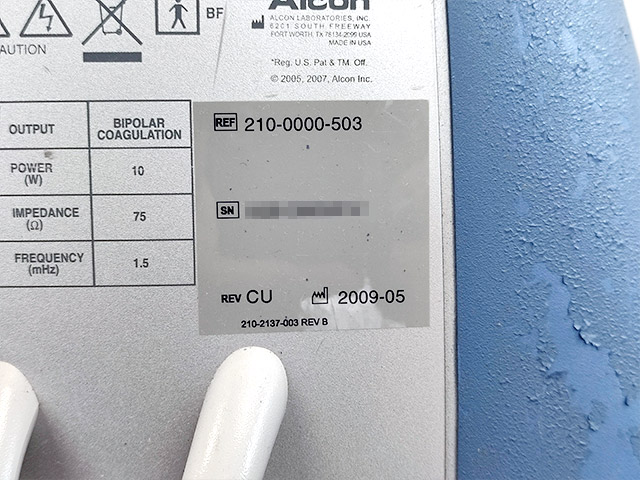 Alcon
BF
ALCON LABORATORIES, INC.
6201 SOUTH FREEWAY
FORT WORTH, TX 76134-2099 USA
MADE IN USA
CAUTION
*Reg. U.S. Pat & TM. Off.
© 2005, 2007, Alcon Inc.
OUTPUT BIPOLAR COAGULATION
POWER (W) 10
IMPEDANCE (Ω) 75
FREQUENCY (mHz) 1.5
REF 210-0000-503
SN
REV CU 2009-05
210-2137-003 REV B